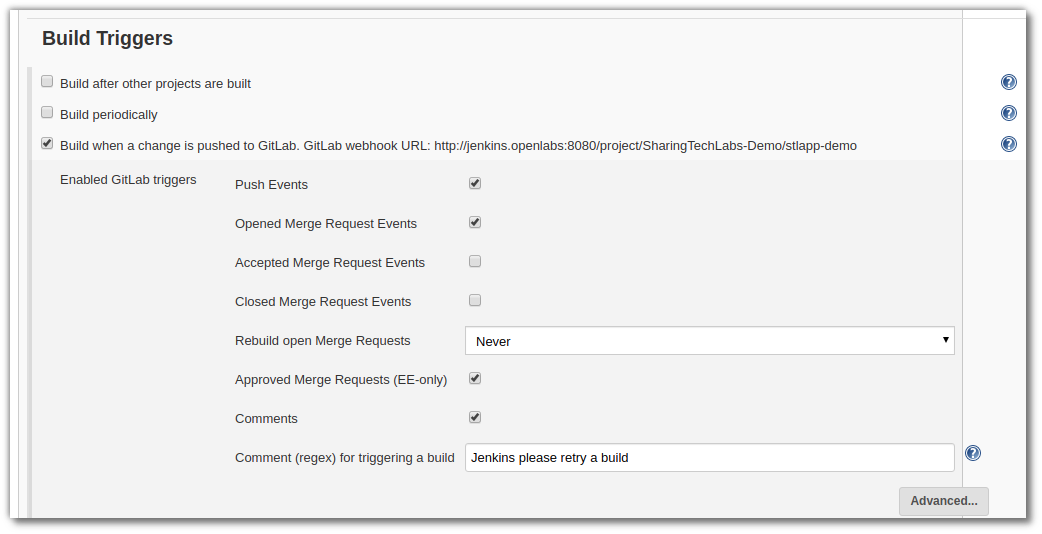 Build Triggers
Build after other projects are built
Build periodically
Build when a change is pushed to GitLab. GitLab webhook URL: http://jenkins.openlabs:8080/project/SharingTechLabs-Demo/stlapp-demo
Enabled GitLab triggers
Push Events
Opened Merge Request Events
Accepted Merge Request Events
Closed Merge Request Events
Rebuild open Merge Requests Never
Approved Merge Requests (EE-only)
Comments
Comment (regex) for triggering a build Jenkins please retry a build
Advanced...